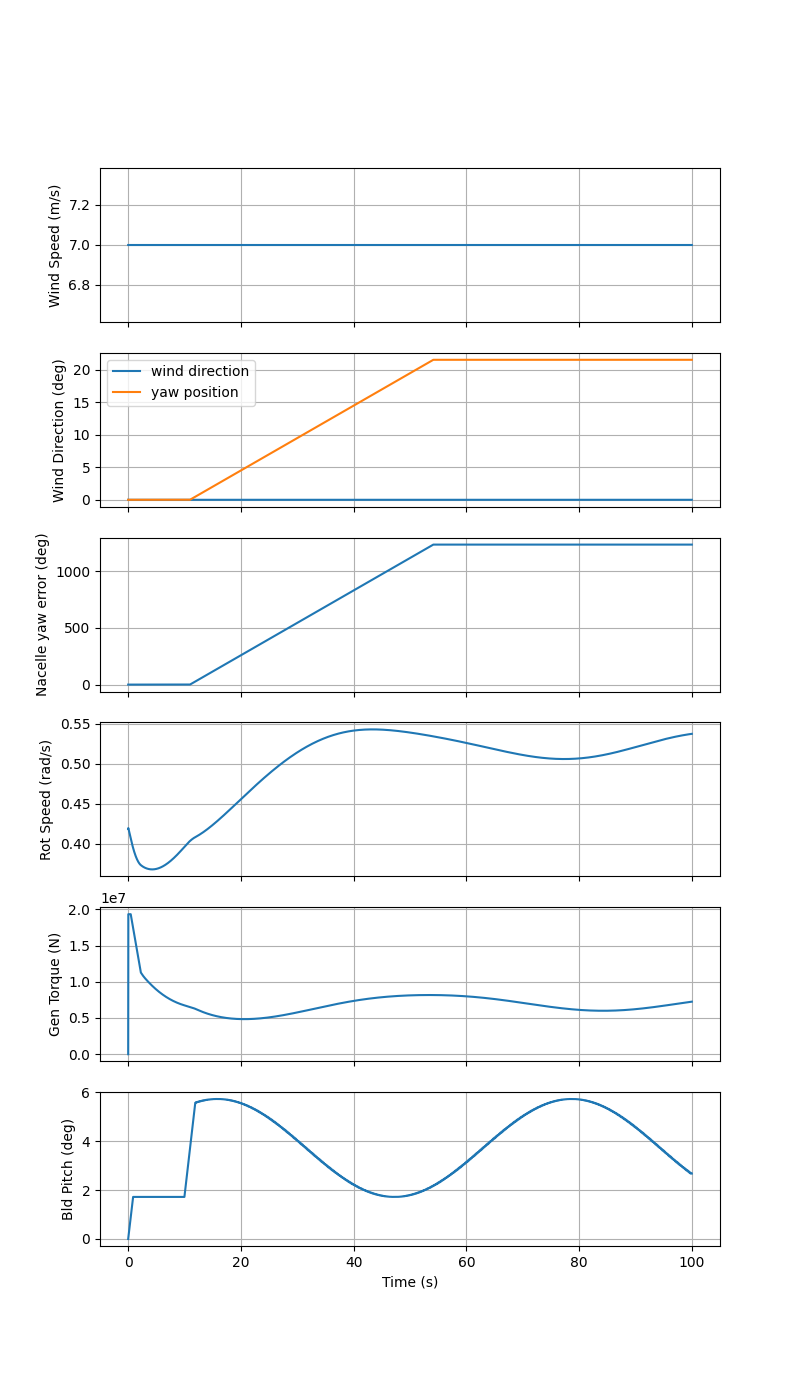 Wind Speed (m/s)
7.2
7.0
6.8
Wind Direction (deg)
20
15
10
5
0
wind direction
yaw position
Nacelle yaw error (deg)
1000
500
0
Rot Speed (rad/s)
0.55
0.50
0.45
0.40
1e7
Gen Torque (N)
2.0
1.5
1.0
0.5
0.0
Bld Pitch (deg)
6
4
2
0
0 20 40 60 80 100
Time (s)